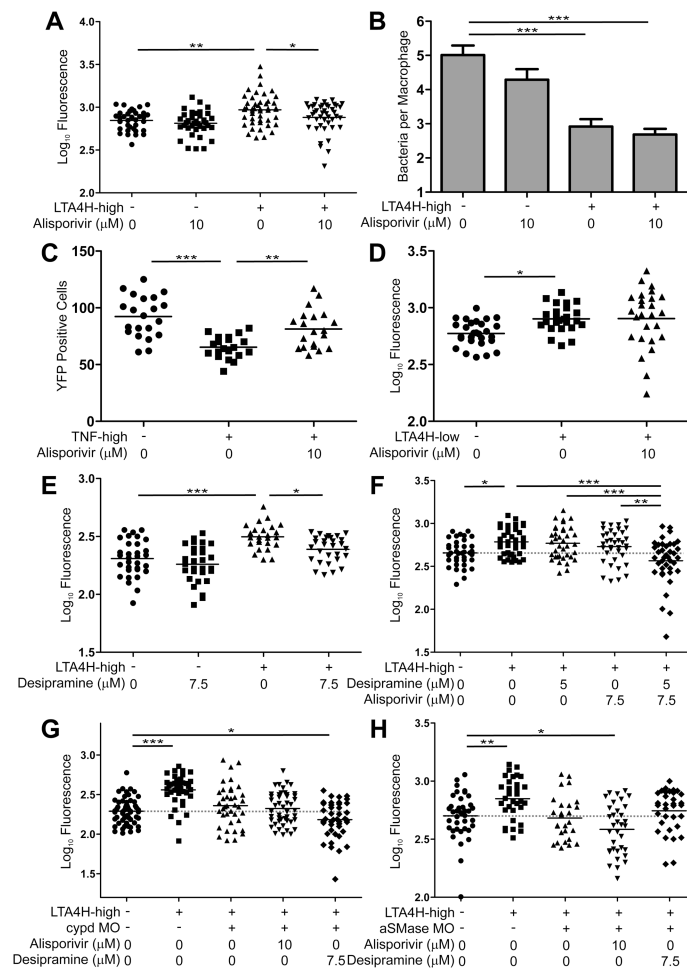 A
Log10 Fluorescence
4.0
3.5
3.0
2.5
2.0
** *
LTA4H-high - - + +
Alisporivir (μM) 0 10 0 10
B
Bacteria per Macrophage
6
5
4
3
2
1
***
***
LTA4H-high - - + +
Alisporivir (μM) 0 10 0 10
C
YFP Positive Cells
150
100
50
0
*** **
TNF-high - + +
Alisporivir (μM) 0 0 10
D
Log10 Fluorescence
3.5
3.0
2.5
2.0
*
LTA4H-low - + +
Alisporivir (μM) 0 0 10
E
Log10 Fluorescence
3.0
2.5
2.0
1.5
*** *
LTA4H-high - - + +
Desipramine (μM) 0 7.5 0 7.5
F
Log10 Fluorescence
3.5
3.0
2.5
2.0
1.5
* ***
***
**
LTA4H-high - + + + +
Desipramine (μM) 0 0 5 0 5
Alisporivir (μM) 0 0 0 7.5 7.5
G
Log10 Fluorescence
3.0
2.5
2.0
1.5
*
***
LTA4H-high - + + + +
cypd MO - - + + +
Alisporivir (μM) 0 0 0 10 0
Desipramine (μM) 0 0 0 0 7.5
H
Log10 Fluorescence
3.5
3.0
2.5
2.0
*
**
LTA4H-high - + + + +
aSMase MO - - + + +
Alisporivir (μM) 0 0 0 10 0
Desipramine (μM) 0 0 0 0 7.5